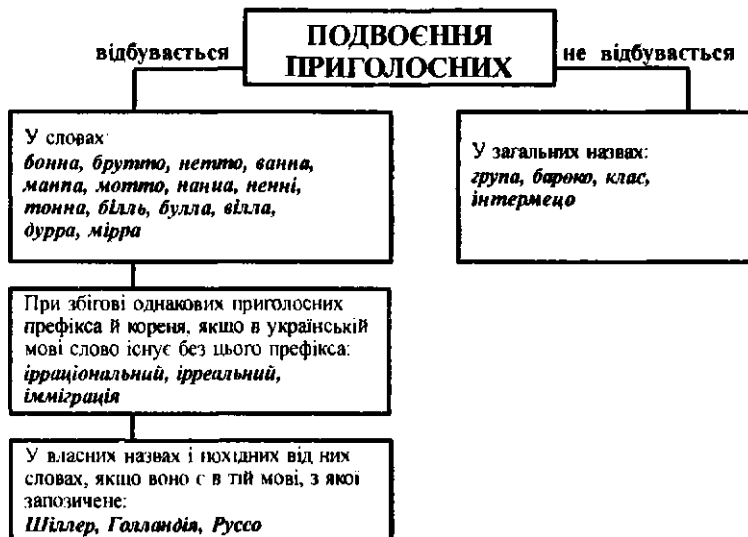 ПОДВОЄННЯ
ПРИГОЛОСНИХ
відбувається
не відбувається
У словах:
бонна, брутто, нетто, ванна,
манна, мотто, панна, пенні,
тонна, білль, булла, вілла,
дурра, мірра
При збігові однакових приголосних
префікса й кореня, якщо в українській
мові слово існує без цього префікса:
ірраціональний, ірреальний,
імміграція
У власних назвах і похідних від них
словах, якщо воно є в тій мові, з якої
запозичене:
Шіллер, Голландія, Руссо
У загальних назвах:
група, бароко, клас,
інтермецо